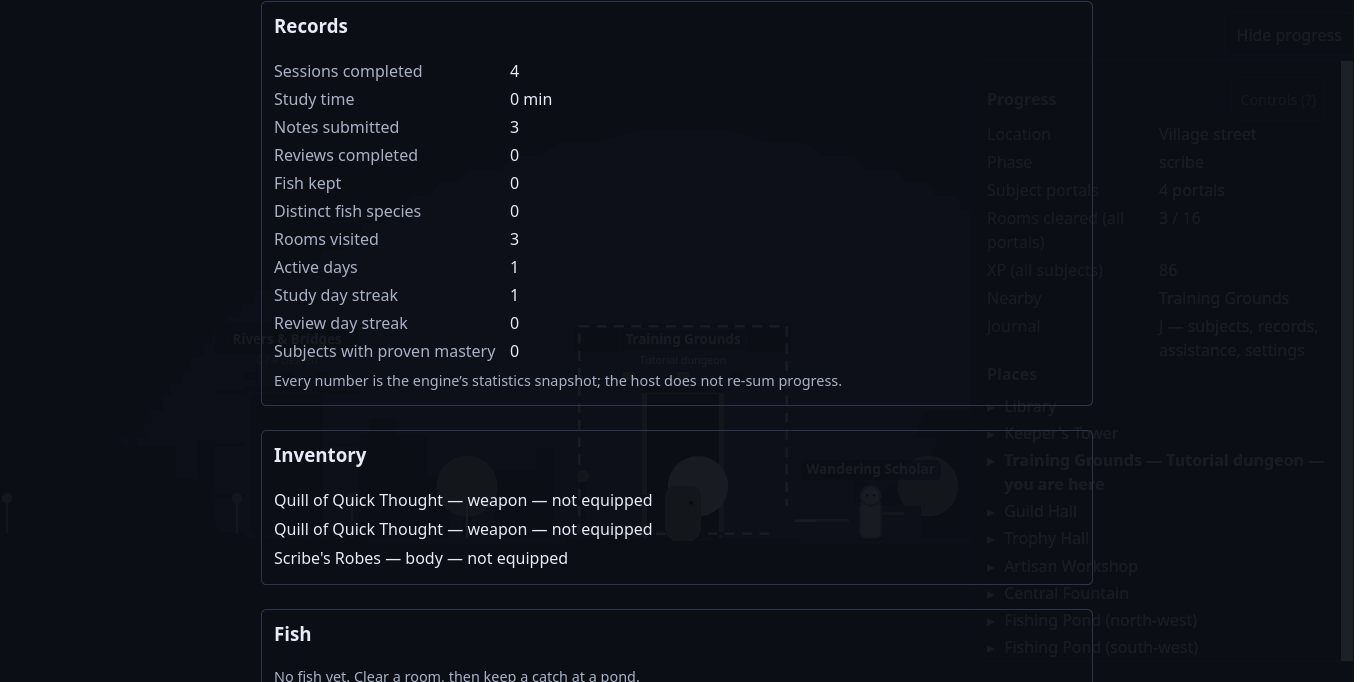 Records
Sessions completed 4
Study time 0 min
Notes submitted 3
Reviews completed 0
Fish kept 0
Distinct fish species 0
Rooms visited 3
Active days 1
Study day streak 1
Review day streak 0
Subjects with proven mastery 0
Every number is the engine’s statistics snapshot; the host does not re-sum progress.
Inventory
Quill of Quick Thought — weapon — not equipped
Quill of Quick Thought — weapon — not equipped
Scribe's Robes — body — not equipped
Fish
No fish yet. Clear a room, then keep a catch at a pond.
Rivers & Bridges
Training Grounds
Tutorial dungeon
Wandering Scholar
Hide progress
Progress
Controls (?)
Location Village street
Phase scribe
Subject portals 4 portals
Rooms cleared (all 3 / 16
portals)
XP (all subjects) 86
Nearby Training Grounds
Journal J — subjects, records,
assistance, settings
Places
▸ Library
▸ Keeper's Tower
▸ Training Grounds — Tutorial dungeon —
you are here
▸ Guild Hall
▸ Trophy Hall
▸ Artisan Workshop
▸ Central Fountain
▸ Fishing Pond (north-west)
▸ Fishing Pond (south-west)